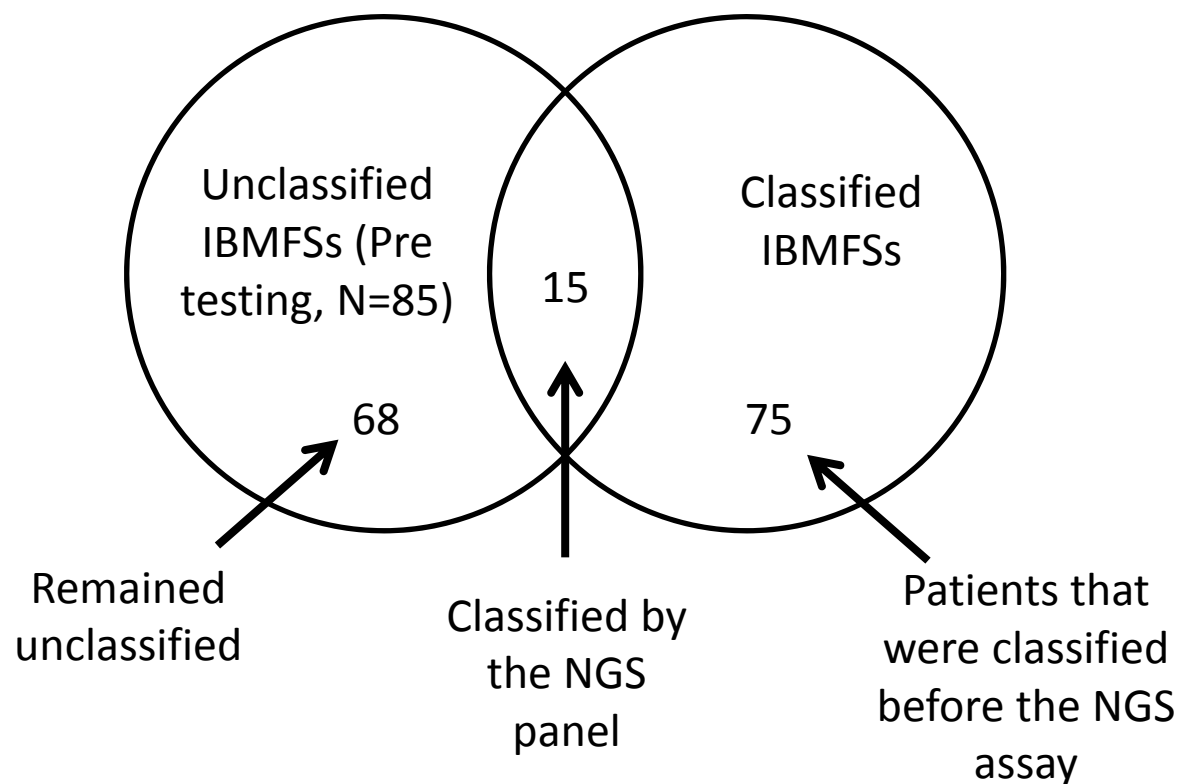 Unclassified
IBMFSs (Pre
testing, N=85)
15
Classified
IBMFSs
68
75
Remained
unclassified
Classified by
the NGS
panel
Patients that
were classified
before the NGS
assay